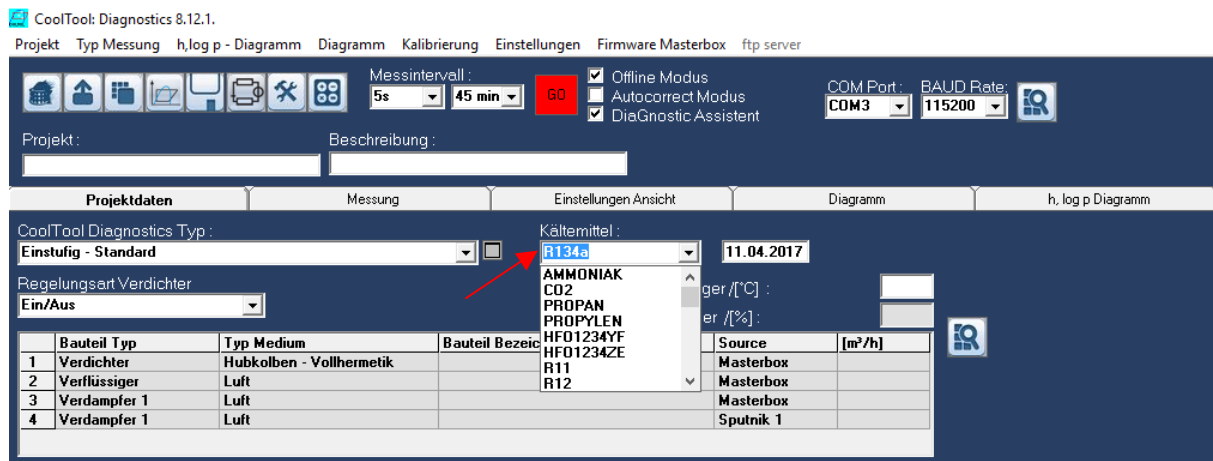 CoolTool: Diagnostics 8.12.1.
Projekt Typ Messung h,log p - Diagramm Diagramm Kalibrierung Einstellungen Firmware Masterbox ftp server
Messintervall :
5s 45 min GO
Offline Modus
Autocorrect Modus
DiaGnostic Assistent
COM Port : BAUD Rate:
COM3 115200
Projekt : Beschreibung :
Projektdaten Messung Einstellungen Ansicht Diagramm h, log p Diagramm
CoolTool Diagnostics Typ : Kältemittel :
Einstufig - Standard R134a 11.04.2017
Regelungsart Verdichter
Ein/Aus
AMMONIAK
CO2
PROPAN
PROPYLEN
HFO1234YF
HFO1234ZE
R11
R12
ger /[°C] :
er /[%] :
Bauteil Typ Typ Medium Bauteil Bezeic Source [m³/h]
1 Verdichter Hubkolben - Vollhermetik Masterbox
2 Verflüssiger Luft Masterbox
3 Verdampfer 1 Luft Masterbox
4 Verdampfer 1 Luft Sputnik 1